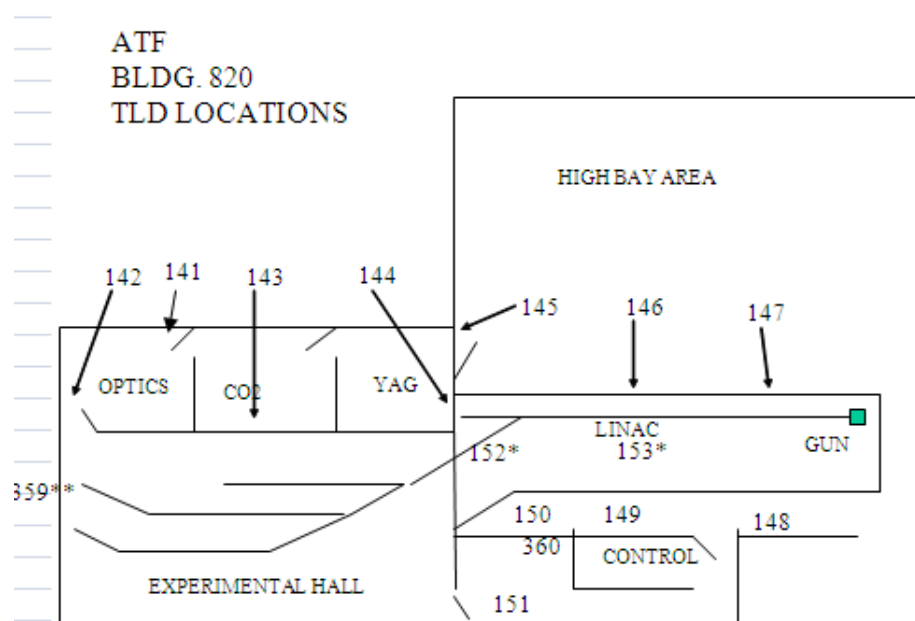 ATF
BLDG. 820
TLD LOCATIONS
HIGH BAY AREA
142
141
143
144
145
146
147
OPTICS
CO2
YAG
LINAC
GUN
152*
153*
359**
150
149
148
360
CONTROL
EXPERIMENTAL HALL
151